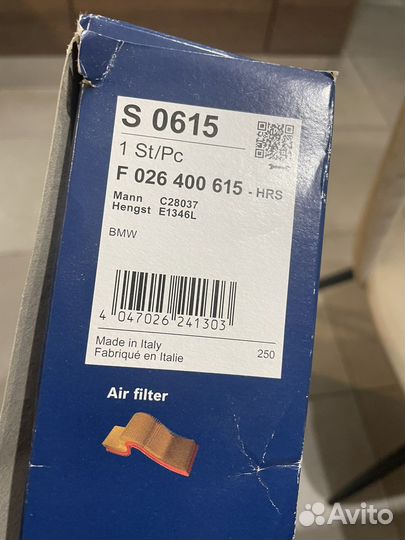 S 0615
1 St/Pc
F 026 400 615 - HRS
Mann C28037
Hengst E1346L
BMW
4 047026 241303
Made in Italy
Fabriqué en Italie
250
Air filter
Avito